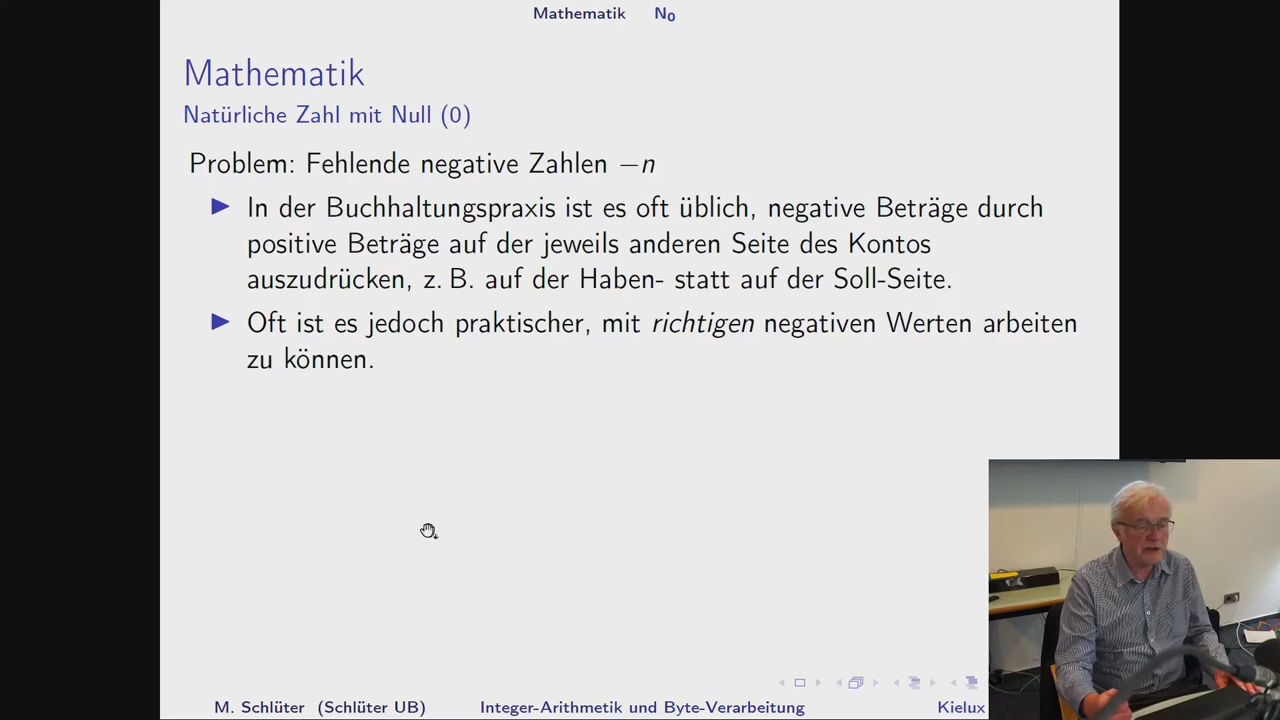 Mathematik N₀
Mathematik
Natürliche Zahl mit Null (0)
Problem: Fehlende negative Zahlen −n
In der Buchhaltungspraxis ist es oft üblich, negative Beträge durch
positive Beträge auf der jeweils anderen Seite des Kontos
auszudrücken, z. B. auf der Haben- statt auf der Soll-Seite.
Oft ist es jedoch praktischer, mit richtigen negativen Werten arbeiten
zu können.
M. Schlüter (Schlüter UB) Integer-Arithmetik und Byte-Verarbeitung Kielux